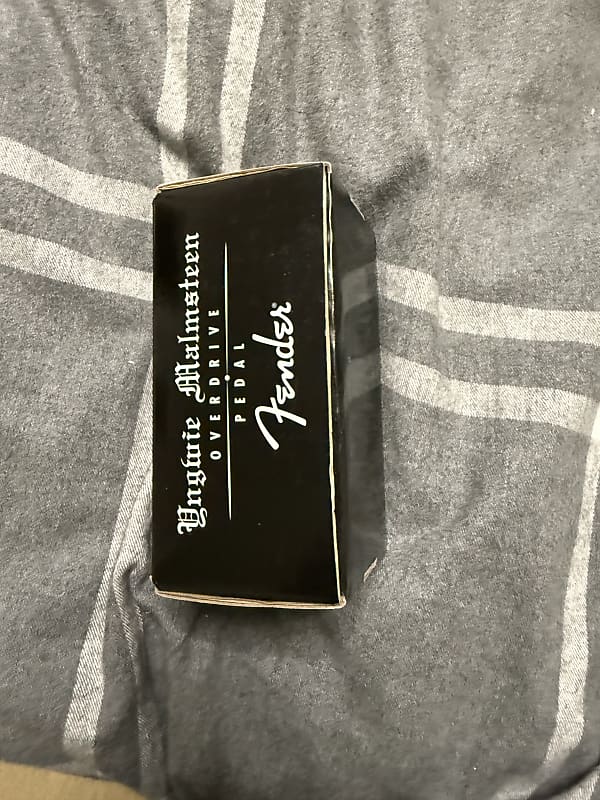 Yngwie Malmsteen
OVERDRIVE
PEDAL
Fender